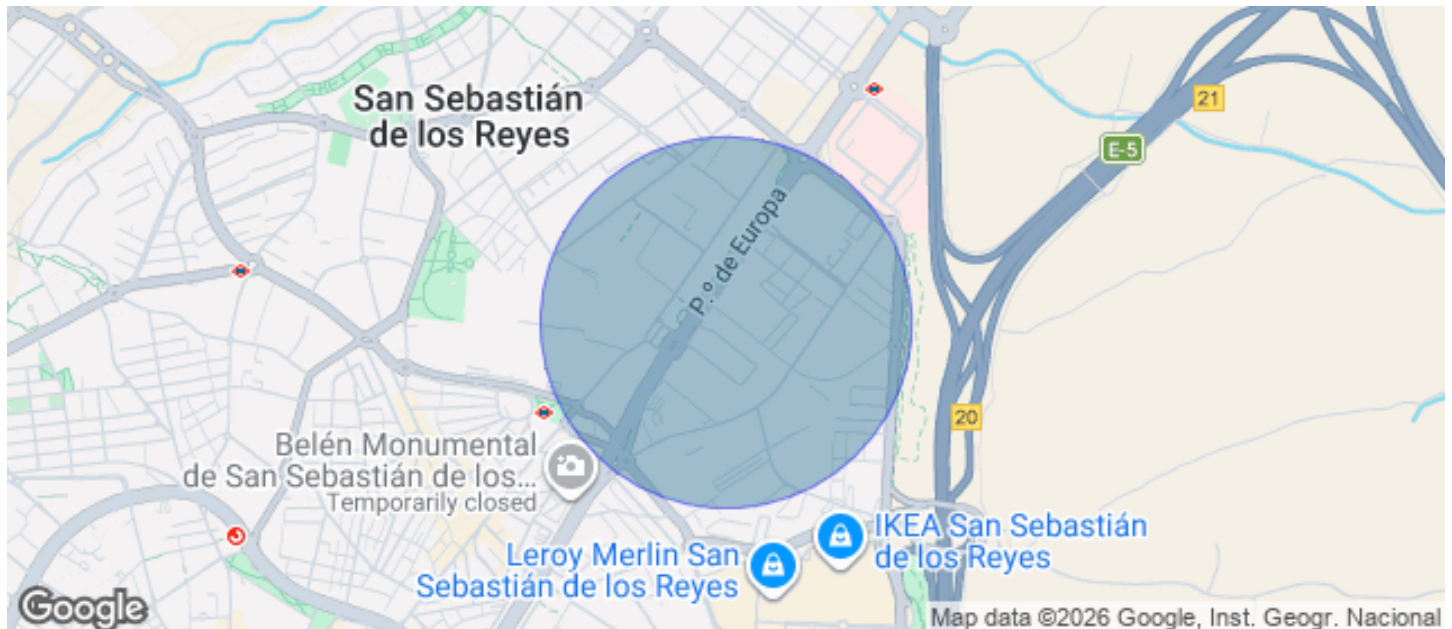 San Sebastián
de los Reyes
21
E-5
P.º de Europa
20
Belén Monumental
de San Sebastián de los...
Temporarily closed
IKEA San Sebastián
de los Reyes
Leroy Merlin San
Sebastián de los Reyes
Google
Map data ©2026 Google, Inst. Geogr. Nacional